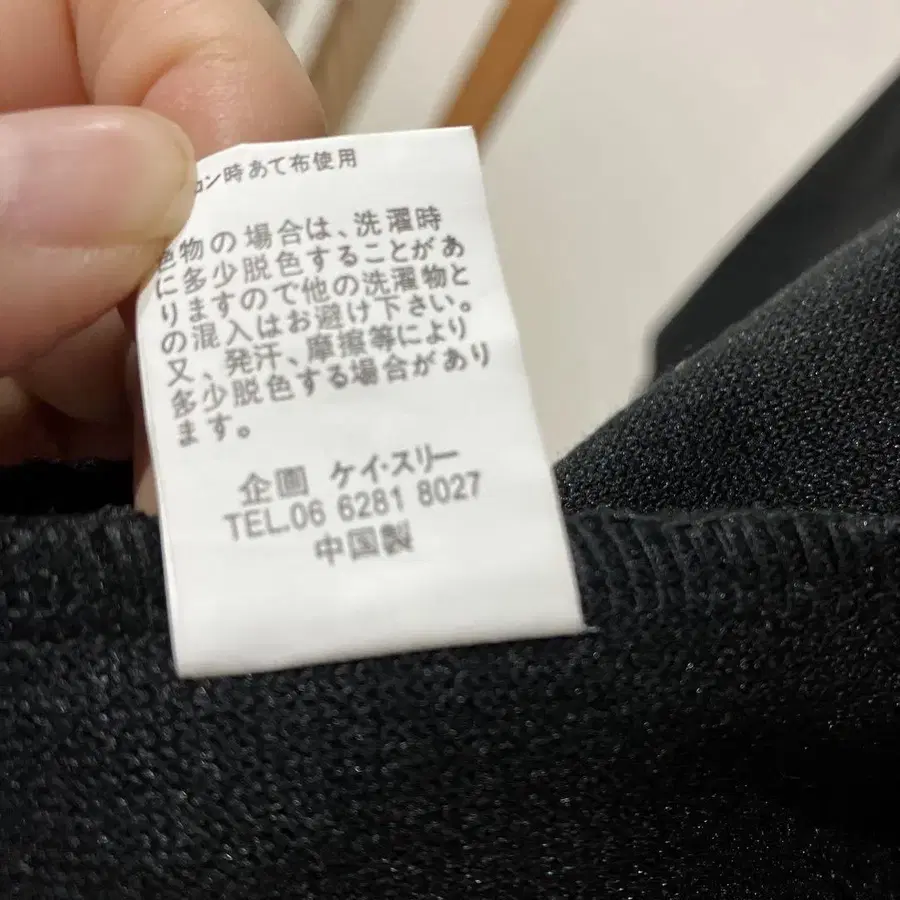 ン時あて布使用
色物の場合は、洗濯時
に多少脱色することがあ
りますので他の洗濯物と
の混入はお避け下さい。
又、発汗、摩擦等により
多少脱色する場合があり
ます。
企画 ケイ・スリー
TEL.06 6281 8027
中国製